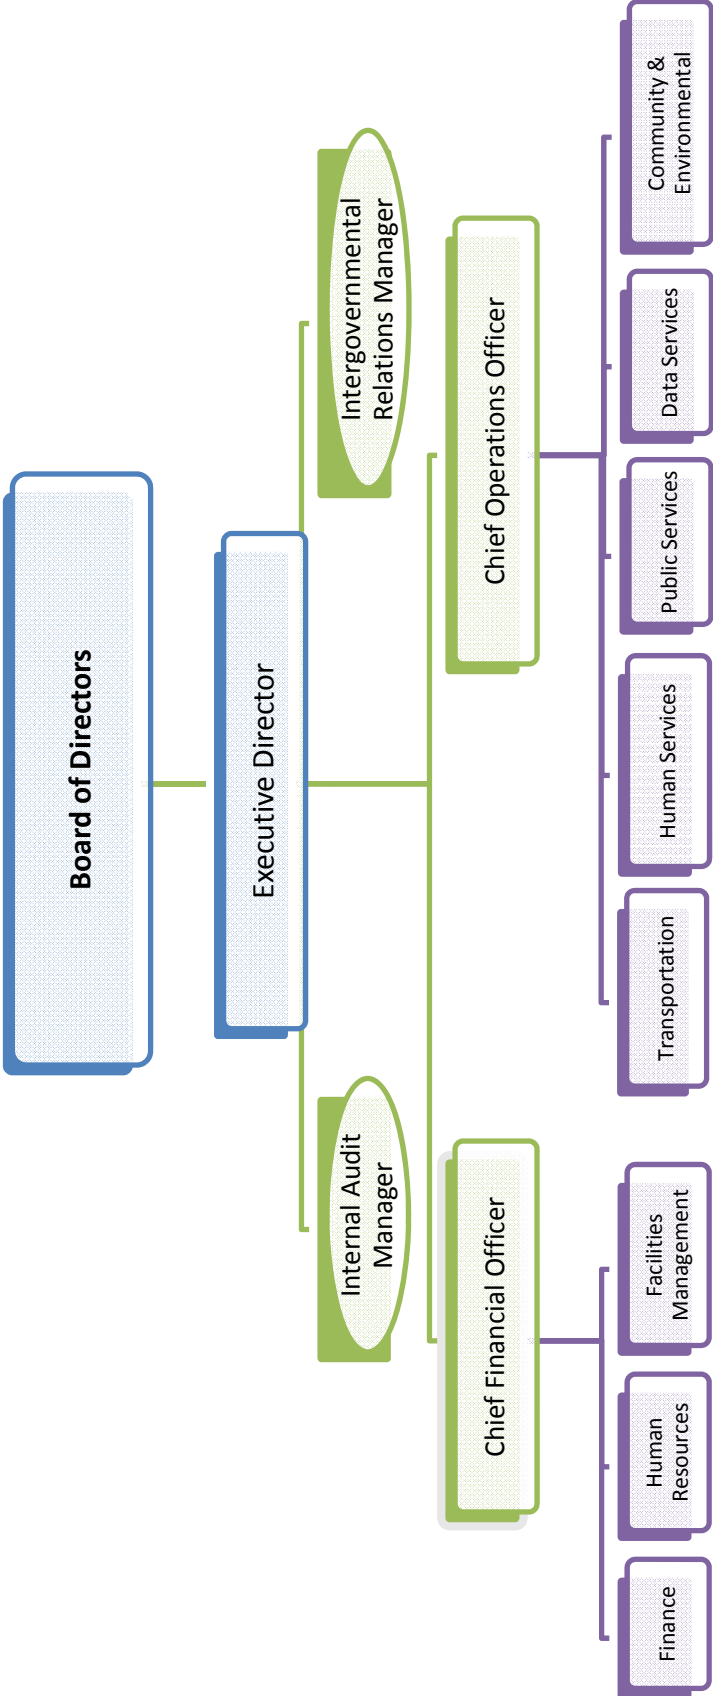 Board of Directors
Executive Director
Internal Audit
Manager
Intergovernmental
Relations Manager
Chief Financial Officer
Chief Operations Officer
Finance
Human
Resources
Facilities
Management
Transportation
Human Services
Public Services
Data Services
Community &
Environmental